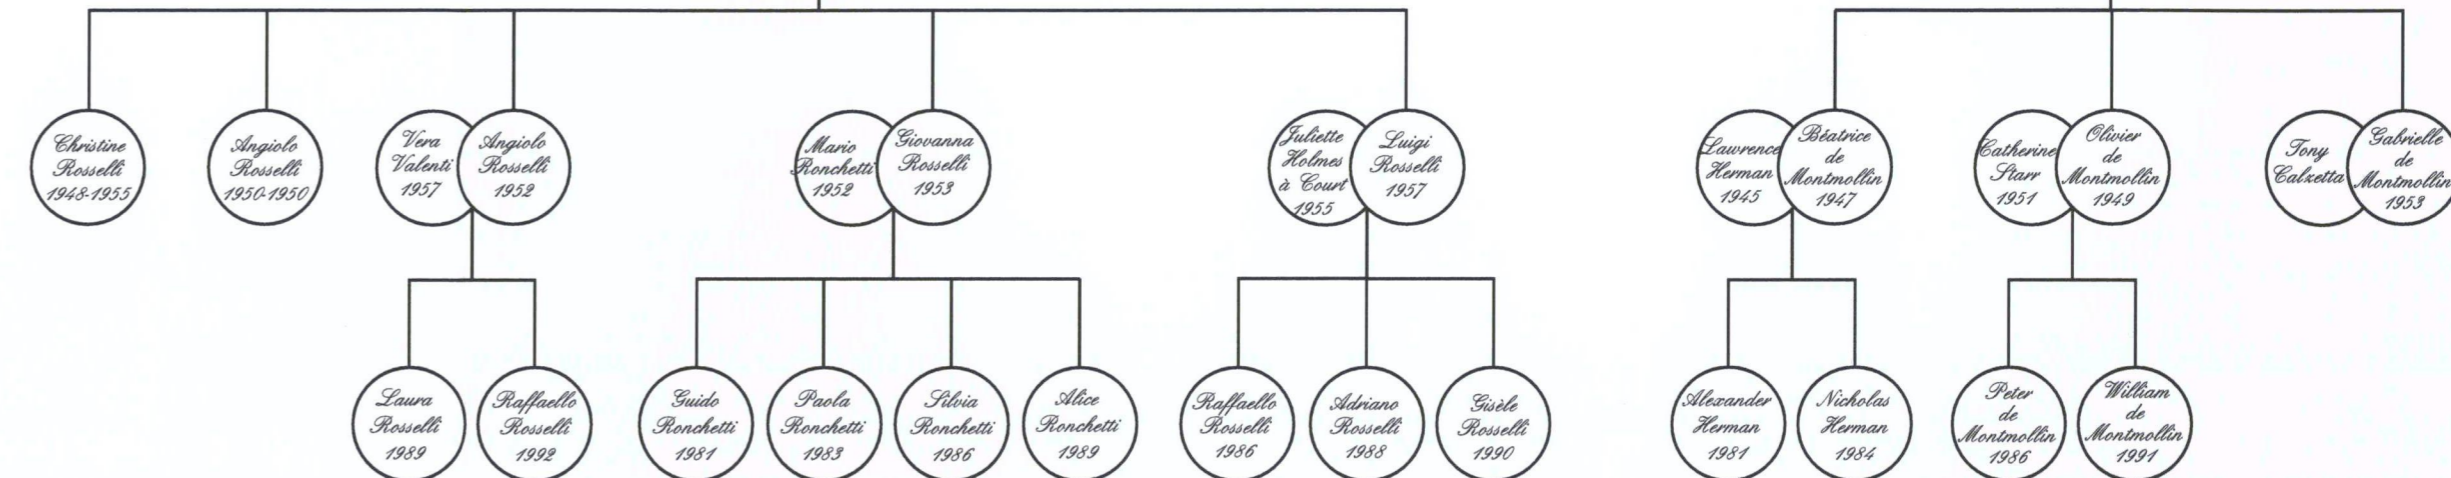 Christine
Rosselli
1948-1955
Angiolo
Rosselli
1950-1950
Vera
Valenti
1957
Angiolo
Rosselli
1952
Mario
Ronchetti
1952
Giovanna
Rosselli
1953
Juliette
Holmes
à Court
1955
Luigi
Rosselli
1957
Lawrence
Herman
1945
Béatrice
de
Montmollin
1947
Catherine
Starr
1951
Olivier
de
Montmollin
1949
Tony
Calzetta
Gabrielle
de
Montmollin
1953
Laura
Rosselli
1989
Raffaello
Rosselli
1992
Guido
Ronchetti
1981
Paola
Ronchetti
1983
Silvia
Ronchetti
1986
Alice
Ronchetti
1989
Raffaello
Rosselli
1986
Adriano
Rosselli
1988
Gisèle
Rosselli
1990
Alexander
Herman
1981
Nicholas
Herman
1984
Peter
de
Montmollin
1986
William
de
Montmollin
1991